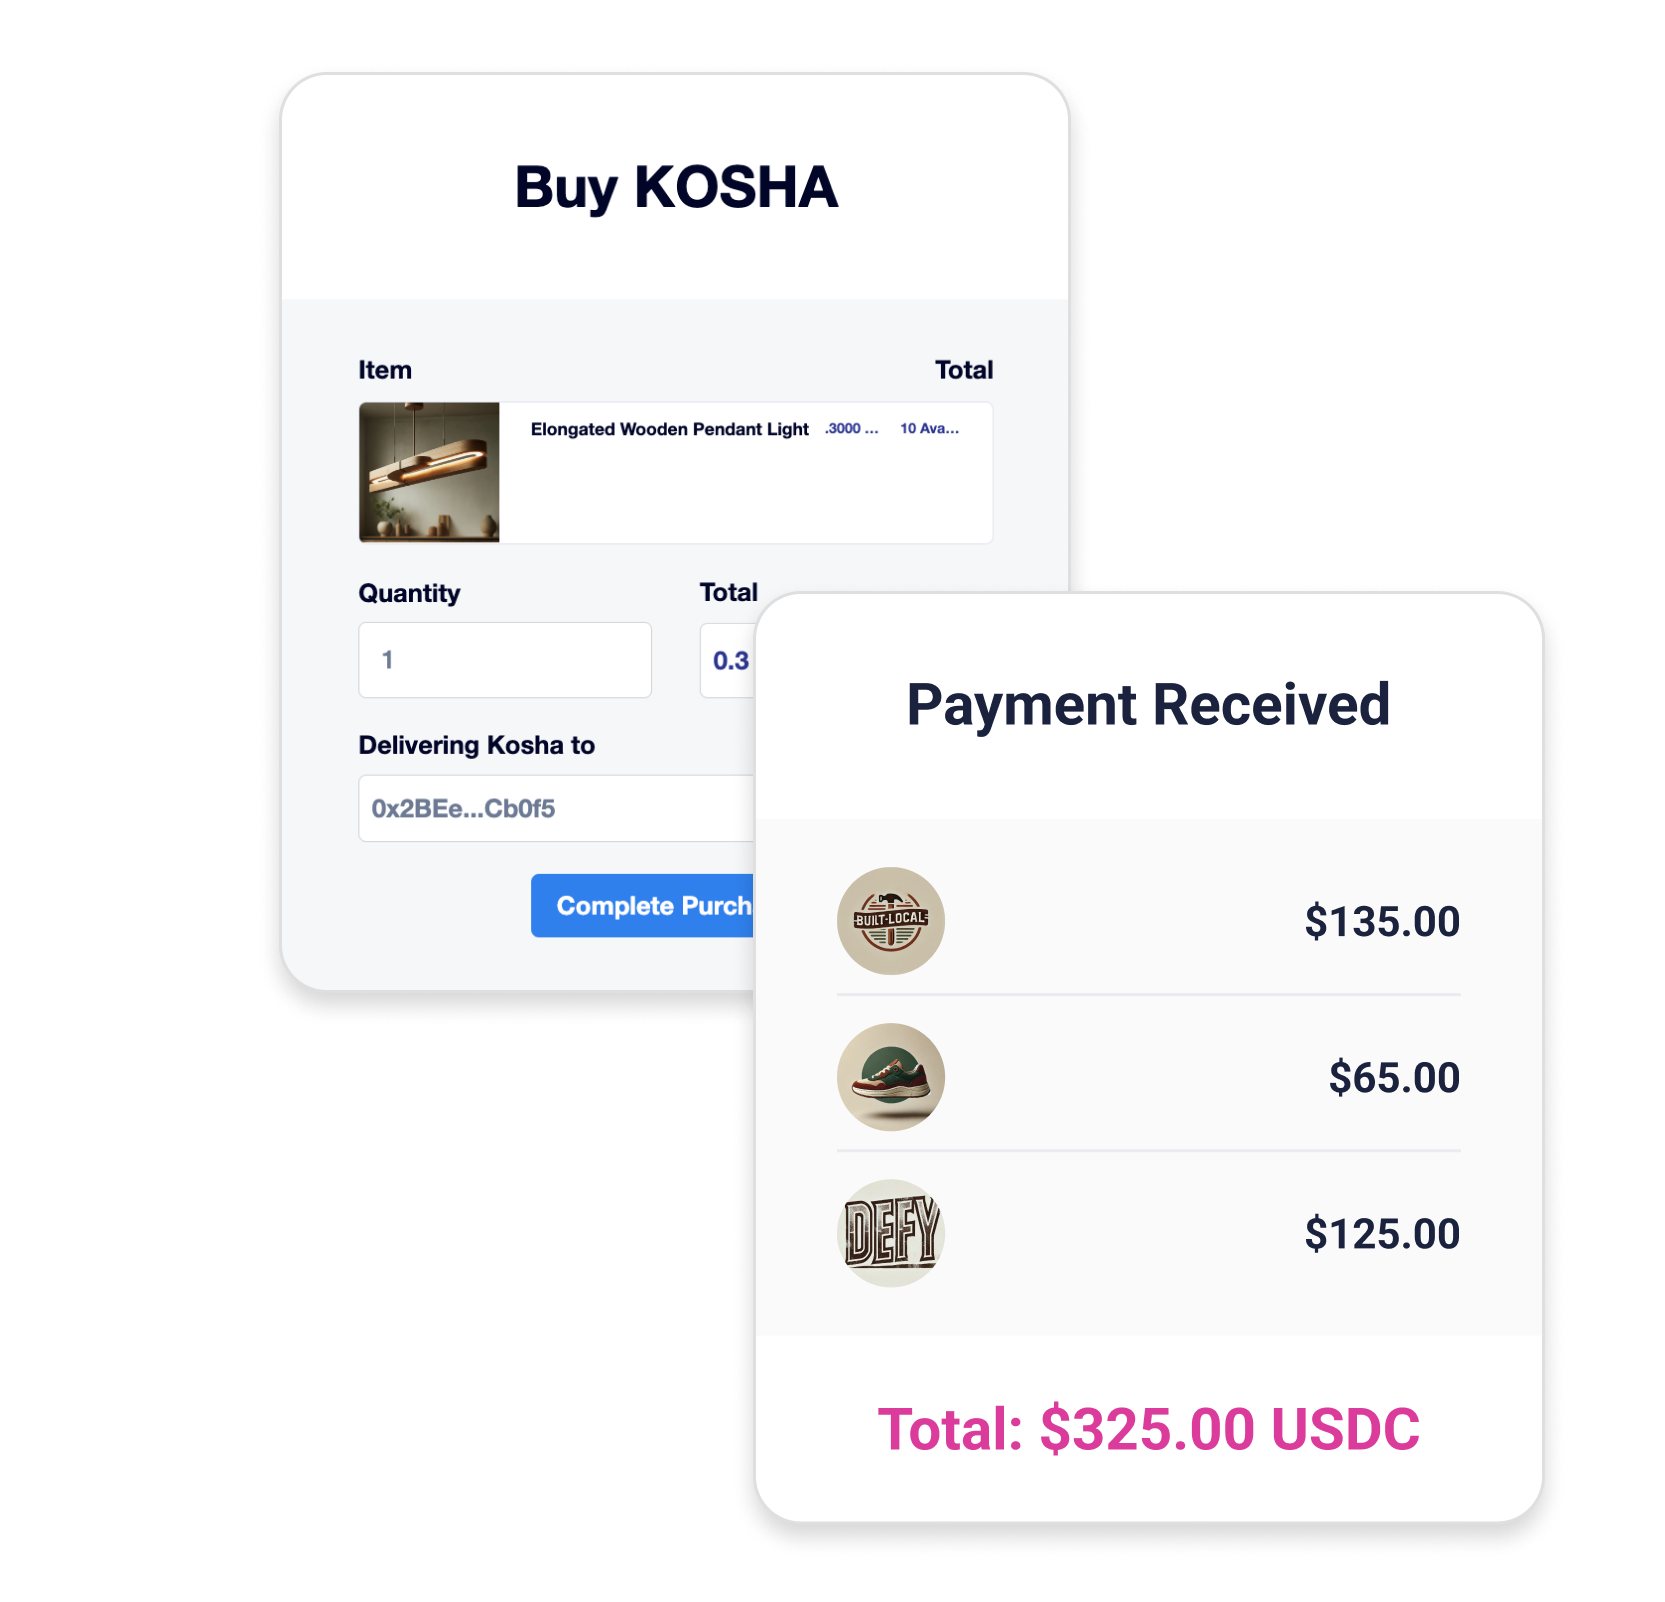 Buy KOSHA
Item Total
Elongated Wooden Pendant Light .3000 ... 10 Ava...
Quantity Total
1 0.3
Delivering Kosha to
0x2BEe...Cb0f5
Complete Purch
Payment Received
BUILT-LOCAL
$135.00
$65.00
DEFY
$125.00
Total: $325.00 USDC